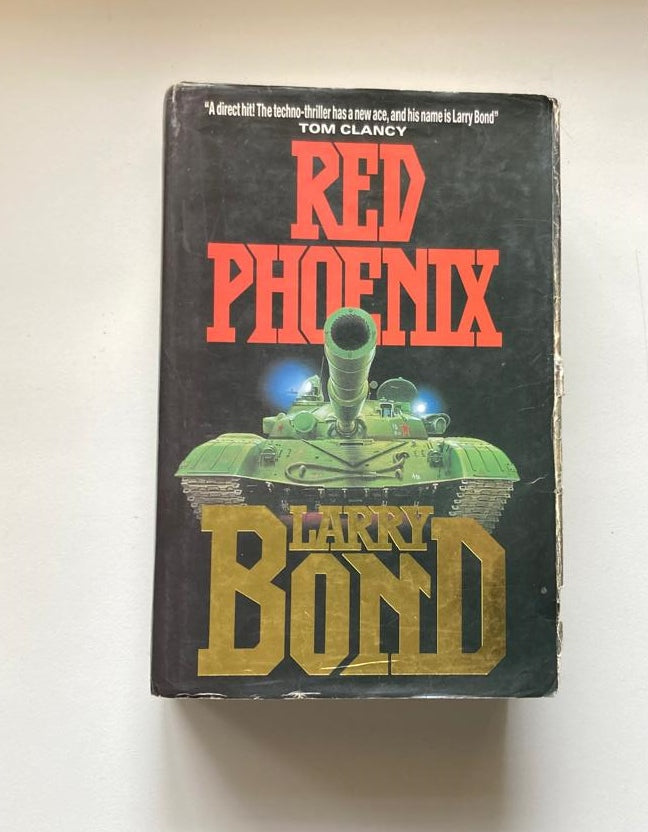 "A direct hit! The techno-thriller has a new ace, and his name is Larry Bond"
TOM CLANCY
RED
PHOENIX
LARRY
BOND